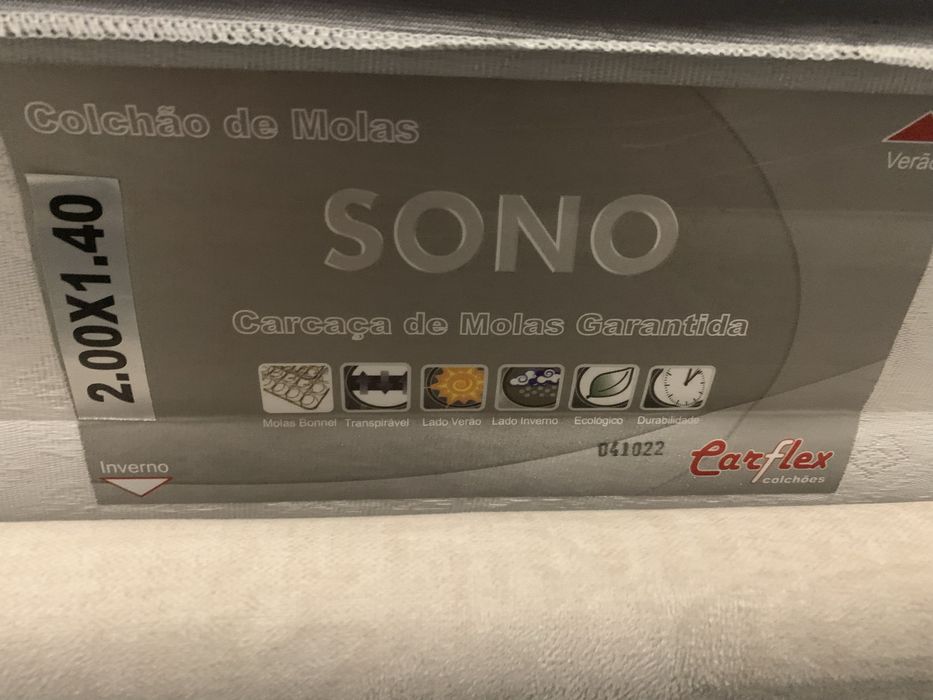 Colchão de Molas
Verão
2.00X1.40
SONO
Carcaça de Molas Garantida
Molas Bonnel
Transpirável
Lado Verão
Lado Inverno
Ecológico
Durabilidade
041022
Inverno
Carflex
colchões